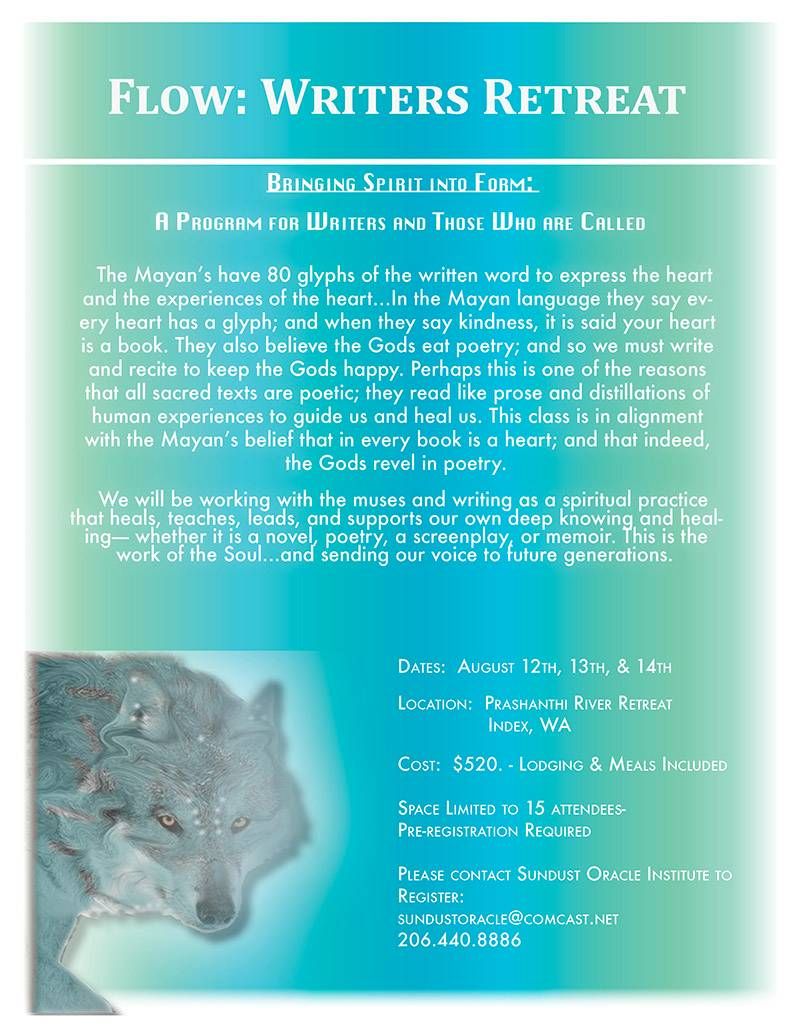 Flow: Writers Retreat
Bringing Spirit into Form:
A Program for Writers and Those Who are Called
The Mayan's have 80 glyphs of the written word to express the heart
and the experiences of the heart...In the Mayan language they say ev-
ery heart has a glyph; and when they say kindness, it is said your heart
is a book. They also believe the Gods eat poetry; and so we must write
and recite to keep the Gods happy. Perhaps this is one of the reasons
that all sacred texts are poetic; they read like prose and distillations of
human experiences to guide us and heal us. This class is in alignment
with the Mayan's belief that in every book is a heart; and that indeed,
the Gods revel in poetry.
We will be working with the muses and writing as a spiritual practice
that heals, teaches, leads, and supports our own deep knowing and heal-
ing— whether it is a novel, poetry, a screenplay, or memoir. This is the
work of the Soul...and sending our voice to future generations.
Dates: August 12th, 13th, & 14th
Location: Prashanthi River Retreat
Index, WA
Cost: $520. - Lodging & Meals Included
Space Limited to 15 attendees-
Pre-registration Required
Please contact Sundust Oracle Institute to
Register:
sundustoracle@comcast.net
206.440.8886